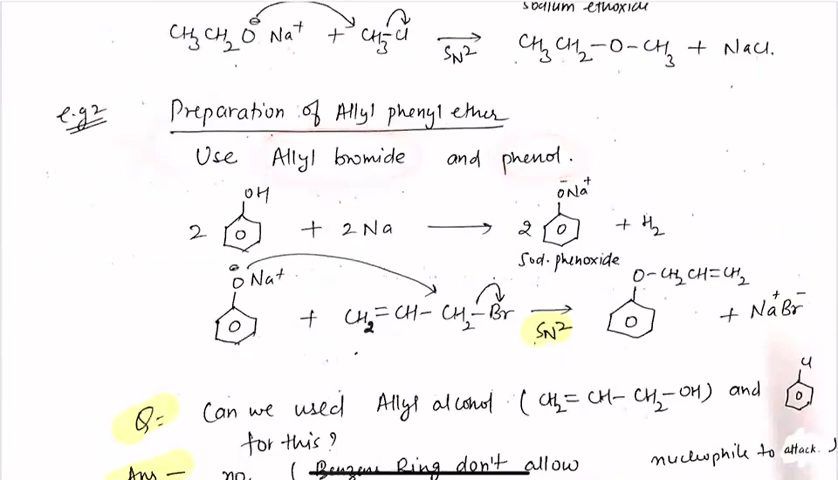 sodium ethoxide
CH3CH2O⊖ Na+ + CH3-Cl ⟶ SN2 CH3CH2-O-CH3 + NaCl.
e.g2 Preparation of Allyl phenyl ether
Use Allyl bromide and phenol.
2 OH + 2Na ⟶ 2 ŌNa+ + H2
Sod. phenoxide
O⊖ Na+ + CH2=CH-CH2-Br ⟶ SN2 O-CH2CH=CH2 + Na+Br-
Q= Can we used Allyl alconol (CH2=CH-CH2-OH) and Cl
for this?
Ans- no. (Benzene Ring don't allow nucleophile to attack.)